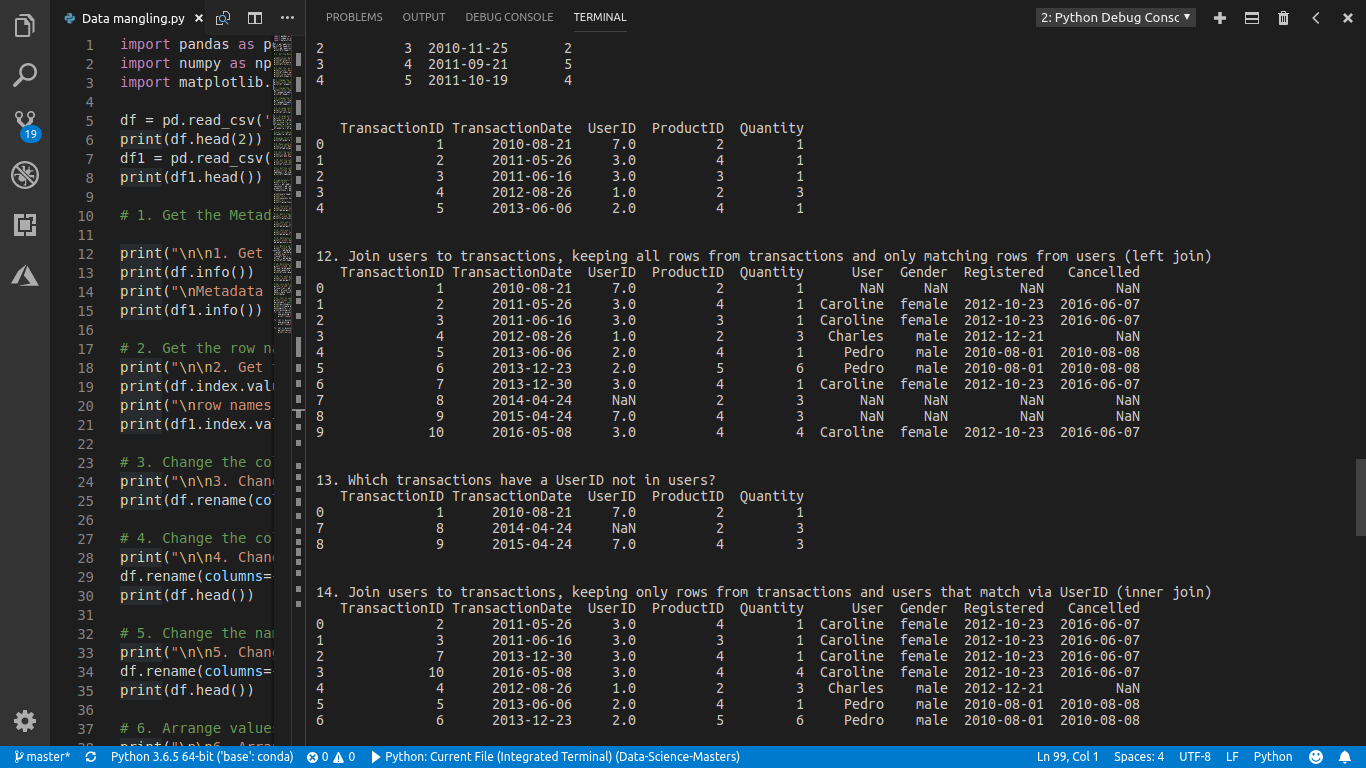 Data mangling.py
PROBLEMS OUTPUT DEBUG CONSOLE TERMINAL 2: Python Debug Consc
19
1 import pandas as p
2 import numpy as np
3 import matplotlib.
4
5 df = pd.read_csv('
6 print(df.head(2))
7 df1 = pd.read_csv(
8 print(df1.head())
9
10 # 1. Get the Metad
11
12 print("\n\n1. Get
13 print(df.info())
14 print("\nMetadata
15 print(df1.info())
16
17 # 2. Get the row na
18 print("\n\n2. Get
19 print(df.index.valu
20 print("\nrow names
21 print(df1.index.va
22
23 # 3. Change the co
24 print("\n\n3. Chan
25 print(df.rename(co
26
27 # 4. Change the co
28 print("\n\n4. Chan
29 df.rename(columns=
30 print(df.head())
31
32 # 5. Change the nam
33 print("\n\n5. Chan
34 df.rename(columns=
35 print(df.head())
36
37 # 6. Arrange values
2 3 2010-11-25 2
3 4 2011-09-21 5
4 5 2011-10-19 4
TransactionID TransactionDate UserID ProductID Quantity
0 1 2010-08-21 7.0 2 1
1 2 2011-05-26 3.0 4 1
2 3 2011-06-16 3.0 3 1
3 4 2012-08-26 1.0 2 3
4 5 2013-06-06 2.0 4 1
12. Join users to transactions, keeping all rows from transactions and only matching rows from users (left join)
TransactionID TransactionDate UserID ProductID Quantity User Gender Registered Cancelled
0 1 2010-08-21 7.0 2 1 NaN NaN NaN NaN
1 2 2011-05-26 3.0 4 1 Caroline female 2012-10-23 2016-06-07
2 3 2011-06-16 3.0 3 1 Caroline female 2012-10-23 2016-06-07
3 4 2012-08-26 1.0 2 3 Charles male 2012-12-21 NaN
4 5 2013-06-06 2.0 4 1 Pedro male 2010-08-01 2010-08-08
5 6 2013-12-23 2.0 5 6 Pedro male 2010-08-01 2010-08-08
6 7 2013-12-30 3.0 4 1 Caroline female 2012-10-23 2016-06-07
7 8 2014-04-24 NaN 2 3 NaN NaN NaN NaN
8 9 2015-04-24 7.0 4 3 NaN NaN NaN NaN
9 10 2016-05-08 3.0 4 4 Caroline female 2012-10-23 2016-06-07
13. Which transactions have a UserID not in users?
TransactionID TransactionDate UserID ProductID Quantity
0 1 2010-08-21 7.0 2 1
7 8 2014-04-24 NaN 2 3
8 9 2015-04-24 7.0 4 3
14. Join users to transactions, keeping only rows from transactions and users that match via UserID (inner join)
TransactionID TransactionDate UserID ProductID Quantity User Gender Registered Cancelled
0 2 2011-05-26 3.0 4 1 Caroline female 2012-10-23 2016-06-07
1 3 2011-06-16 3.0 3 1 Caroline female 2012-10-23 2016-06-07
2 7 2013-12-30 3.0 4 1 Caroline female 2012-10-23 2016-06-07
3 10 2016-05-08 3.0 4 4 Caroline female 2012-10-23 2016-06-07
4 4 2012-08-26 1.0 2 3 Charles male 2012-12-21 NaN
5 5 2013-06-06 2.0 4 1 Pedro male 2010-08-01 2010-08-08
6 6 2013-12-23 2.0 5 6 Pedro male 2010-08-01 2010-08-08
master* Python 3.6.5 64-bit ('base': conda) 0 0 Python: Current File (Integrated Terminal) (Data-Science-Masters) Ln 99, Col 1 Spaces: 4 UTF-8 LF Python